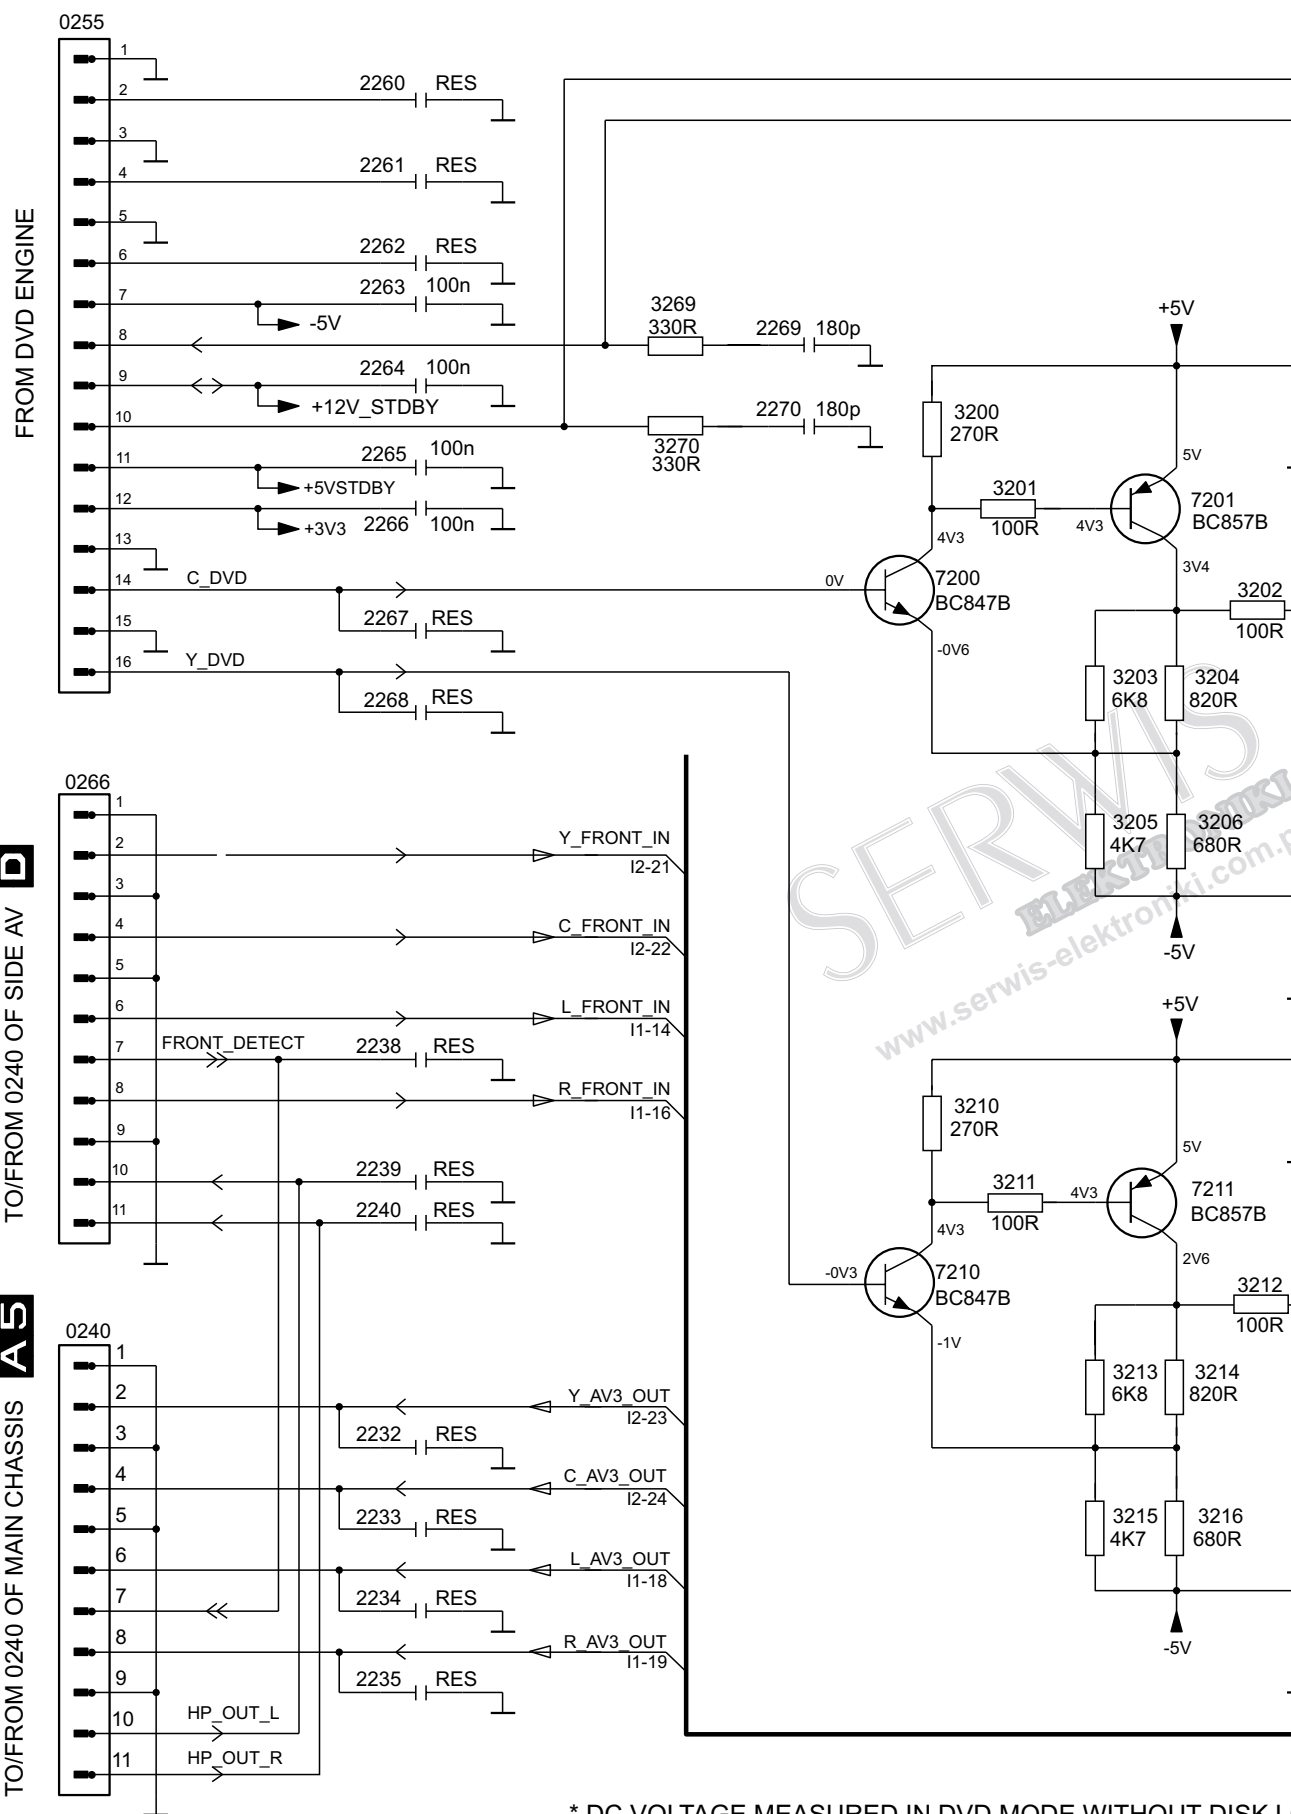 0255
FROM DVD ENGINE
1
2
2260
RES
3
4
2261
RES
5
6
2262
RES
7
2263
100n
-5V
8
3269
330R
2269
180p
9
2264
100n
+12V_STDBY
10
3270
330R
2270
180p
11
2265
100n
+5VSTDBY
12
2266
100n
+3V3
13
14
C_DVD
2267
RES
15
16
Y_DVD
2268
RES
+5V
3200
270R
5V
3201
100R
4V3
7201
BC857B
4V3
3V4
0V
7200
BC847B
-0V6
3202
100R
3203
6K8
3204
820R
3205
4K7
3206
680R
-5V
SERWIS
ELEKTRONIKI
www.serwis-elektroniki.com.p
0266
TO/FROM 0240 OF SIDE AV
D
1
2
Y_FRONT_IN
I2-21
3
4
C_FRONT_IN
I2-22
5
6
L_FRONT_IN
I1-14
7
FRONT_DETECT
2238
RES
8
R_FRONT_IN
I1-16
9
10
2239
RES
11
2240
RES
+5V
3210
270R
5V
3211
100R
4V3
7211
BC857B
4V3
2V6
-0V3
7210
BC847B
-1V
3212
100R
3213
6K8
3214
820R
3215
4K7
3216
680R
-5V
0240
TO/FROM 0240 OF MAIN CHASSIS
A 5
1
2
Y_AV3_OUT
I2-23
3
2232
RES
4
C_AV3_OUT
I2-24
5
2233
RES
6
L_AV3_OUT
I1-18
7
2234
RES
8
R_AV3_OUT
I1-19
9
2235
RES
10
HP_OUT_L
11
HP_OUT_R
* DC VOLTAGE MEASURED IN DVD MODE WITHOUT DISK